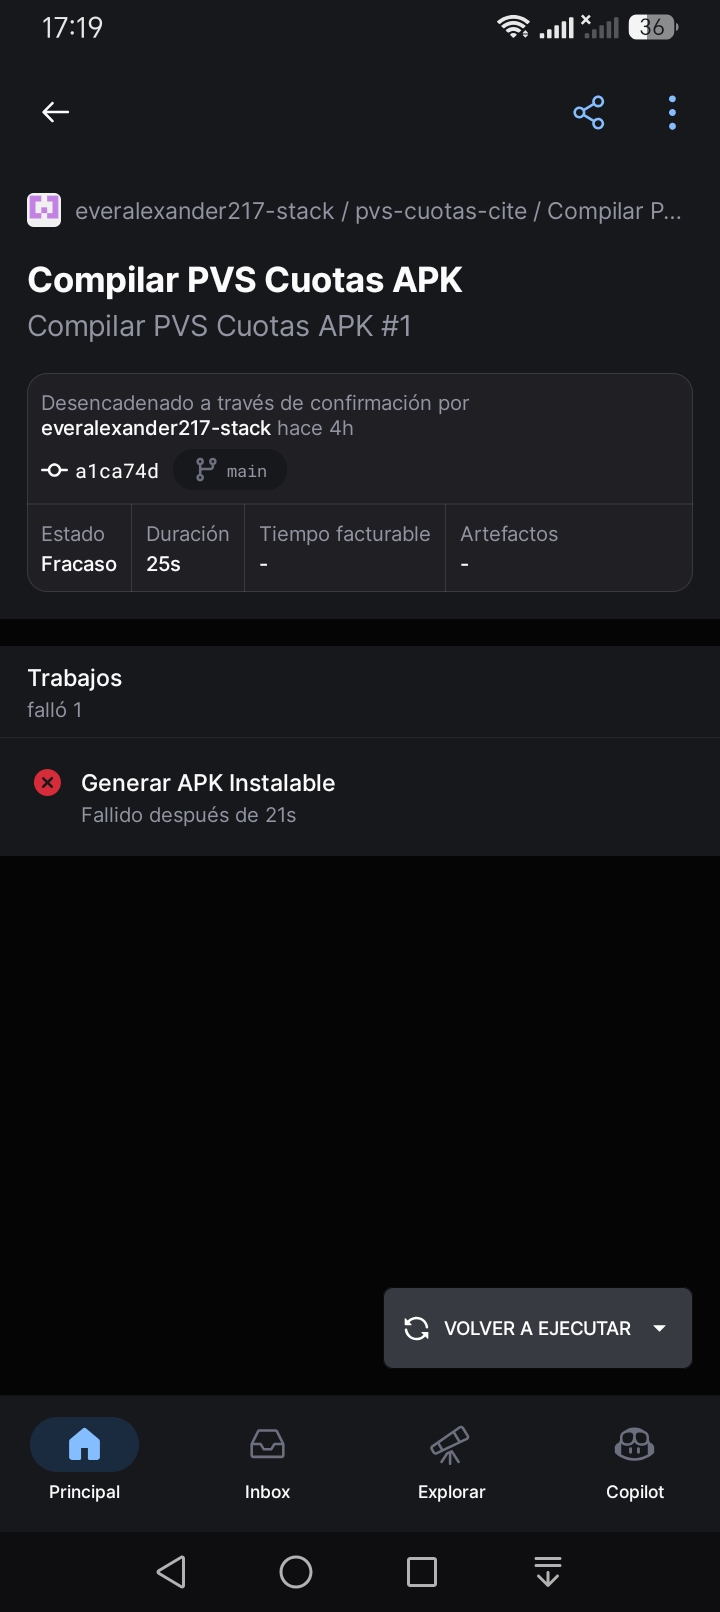 17:19
36
everalexander217-stack / pvs-cuotas-cite / Compilar P...
Compilar PVS Cuotas APK
Compilar PVS Cuotas APK #1
Desencadenado a través de confirmación por
everalexander217-stack hace 4h
a1ca74d main
Estado Duración Tiempo facturable Artefactos
Fracaso 25s - -
Trabajos
falló 1
Generar APK Instalable
Fallido después de 21s
VOLVER A EJECUTAR
Principal Inbox Explorar Copilot